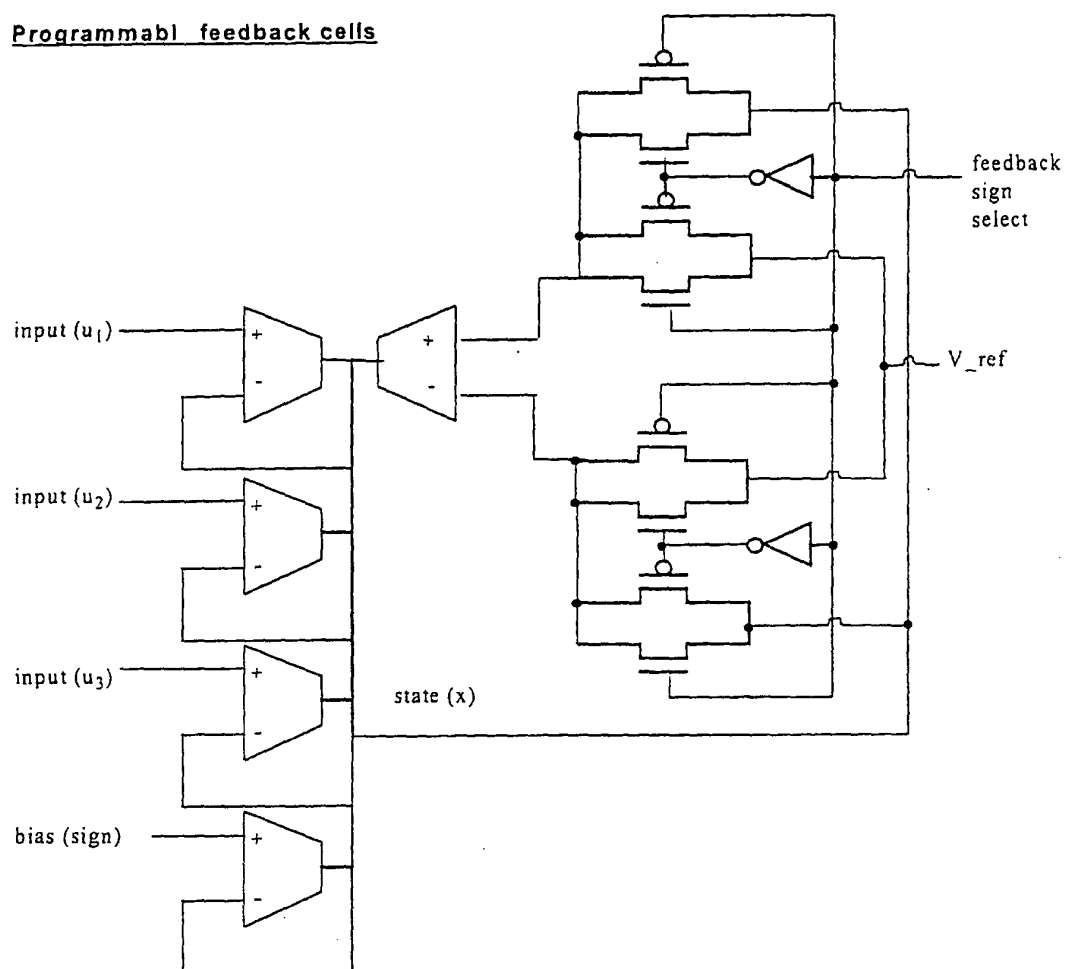 Programmabl feedback cells
feedback
sign
select
input (u1)
+
-
+
-
V_ref
input (u2)
+
-
input (u3)
+
-
state (x)
bias (sign)
+
-